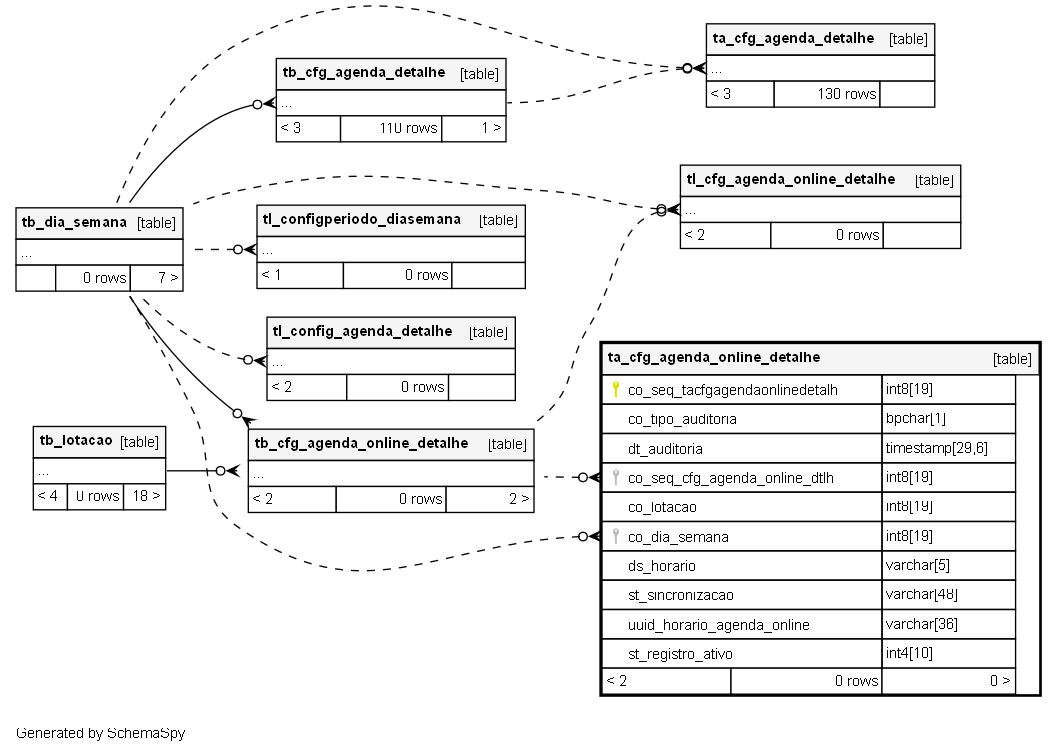 ta_cfg_agenda_detalhe [table]
...
< 3 130 rows
tb_cfg_agenda_detalhe [table]
...
< 3 110 rows 1 >
tl_cfg_agenda_online_detalhe [table]
...
< 2 0 rows
tb_dia_semana [table]
...
0 rows 7 >
tl_configperiodo_diasemana [table]
...
< 1 0 rows
tl_config_agenda_detalhe [table]
...
< 2 0 rows
tb_lotacao [table]
...
< 4 0 rows 18 >
tb_cfg_agenda_online_detalhe [table]
...
< 2 0 rows 2 >
ta_cfg_agenda_online_detalhe [table]
co_seq_tacfgagendaonlinedetalh int8[19]
co_tipo_auditoria bpchar[1]
dt_auditoria timestamp[29,6]
co_seq_cfg_agenda_online_dtlh int8[19]
co_lotacao int8[19]
co_dia_semana int8[19]
ds_horario varchar[5]
st_sincronizacao varchar[48]
uuid_horario_agenda_online varchar[36]
st_registro_ativo int4[10]
< 2 0 rows 0 >
Generated by SchemaSpy